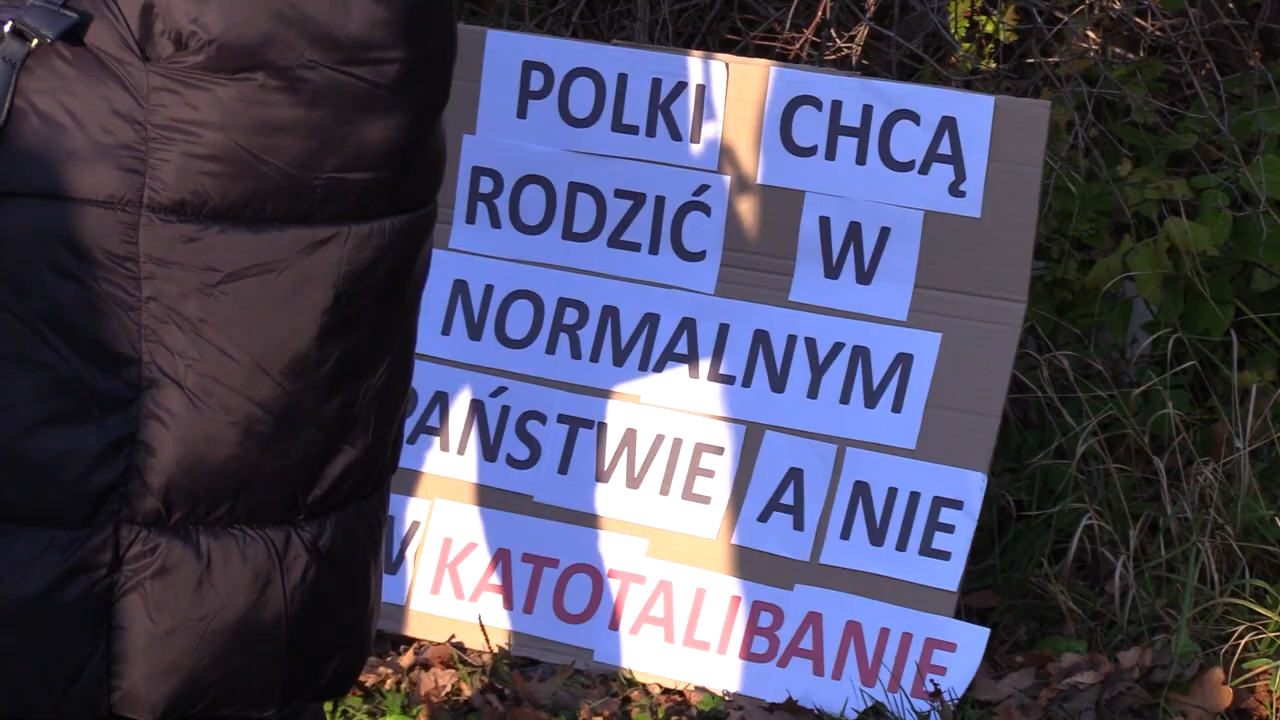 POLKI CHCĄ
RODZIĆ W
NORMALNYM
PAŃSTWIE A NIE
W KATOTALIBANIE